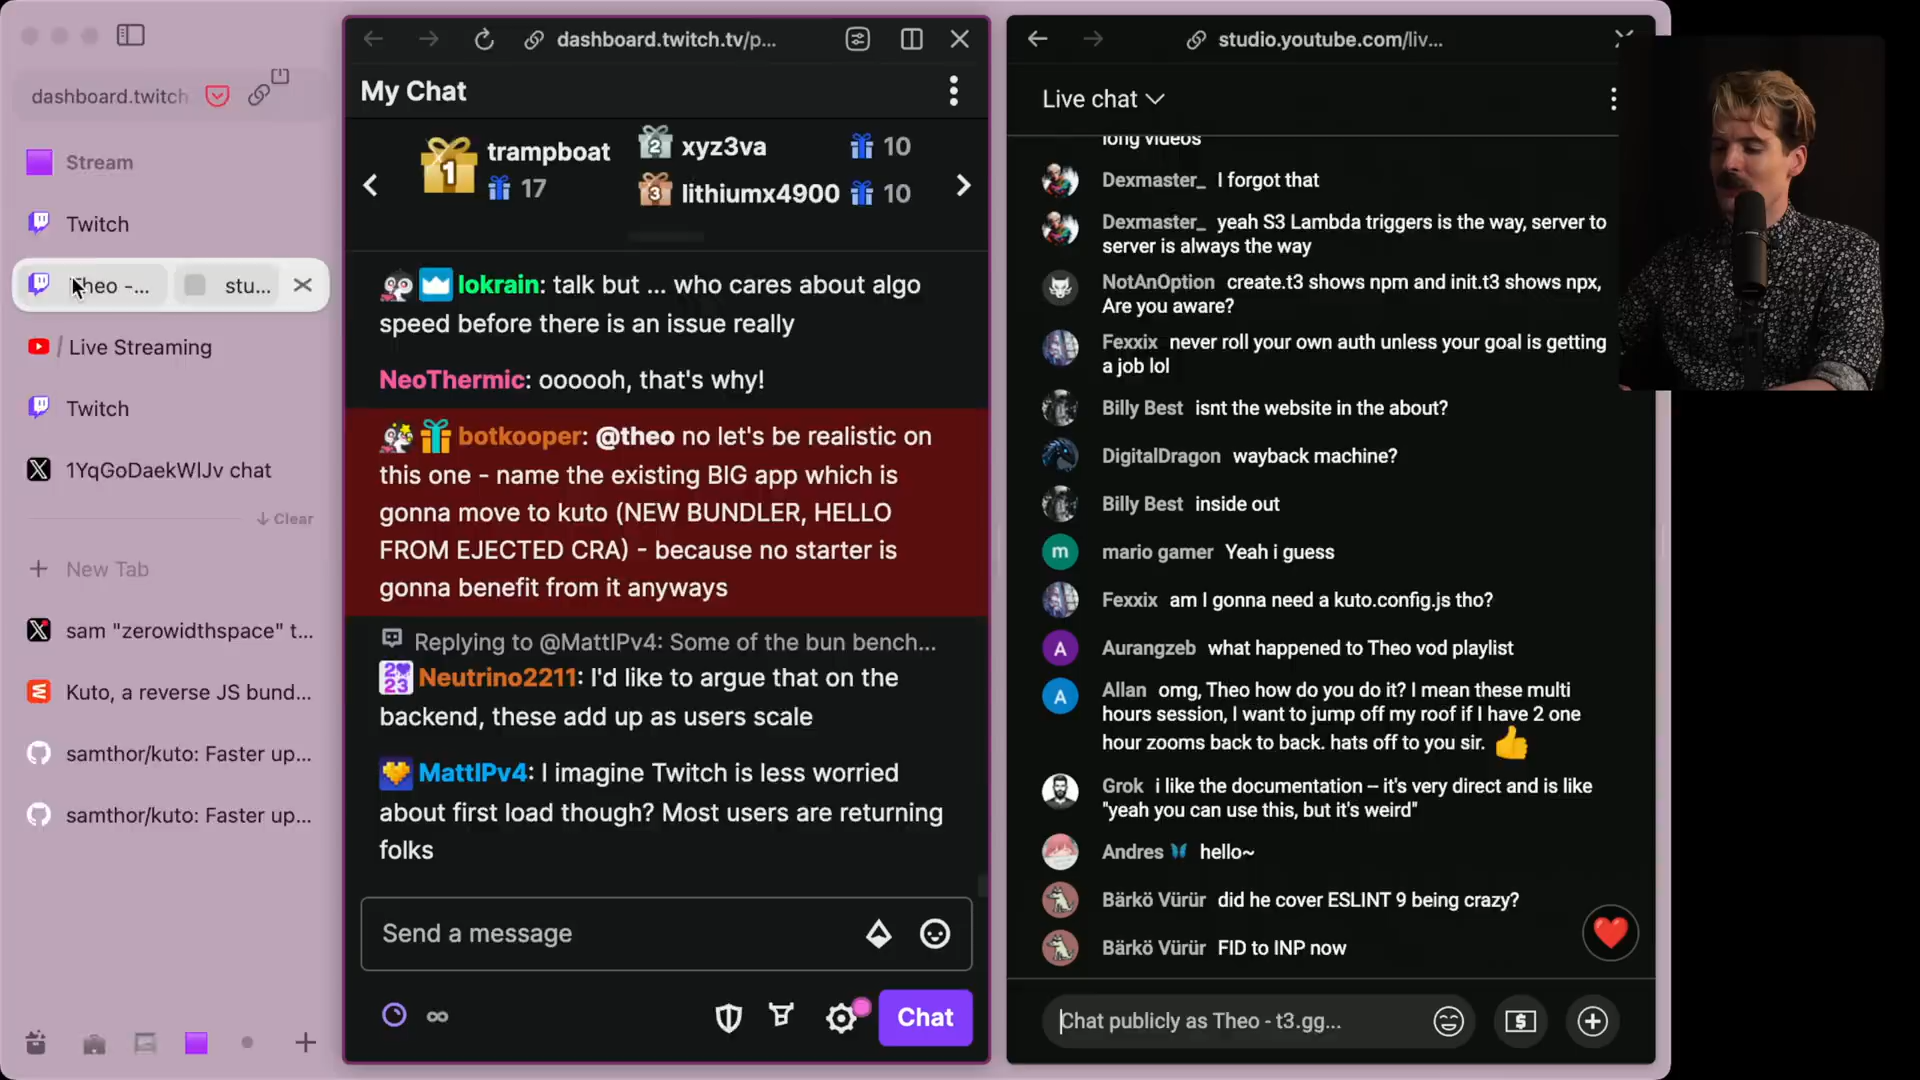 dashboard.twitch
Stream
Twitch
heo -...
stu...
/ Live Streaming
Twitch
1YqGoDaekWlJv chat
Clear
New Tab
sam "zerowidthspace" t...
Kuto, a reverse JS bund...
samthor/kuto: Faster up...
samthor/kuto: Faster up...
dashboard.twitch.tv/p...
My Chat
1 trampboat
17
2 xyz3va 10
3 lithiumx4900 10
lokrain: talk but ... who cares about algo
speed before there is an issue really
NeoThermic: oooooh, that's why!
botkooper: @theo no let's be realistic on
this one - name the existing BIG app which is
gonna move to kuto (NEW BUNDLER, HELLO
FROM EJECTED CRA) - because no starter is
gonna benefit from it anyways
Replying to @MattIPv4: Some of the bun bench...
2023 Neutrino2211: I'd like to argue that on the
backend, these add up as users scale
MattIPv4: I imagine Twitch is less worried
about first load though? Most users are returning
folks
Send a message
Chat
studio.youtube.com/liv...
Live chat
long videos
Dexmaster_ I forgot that
Dexmaster_ yeah S3 Lambda triggers is the way, server to
server is always the way
NotAnOption create.t3 shows npm and init.t3 shows npx,
Are you aware?
Fexxix never roll your own auth unless your goal is getting
a job lol
Billy Best isnt the website in the about?
DigitalDragon wayback machine?
Billy Best inside out
m mario gamer Yeah i guess
Fexxix am I gonna need a kuto.config.js tho?
A Aurangzeb what happened to Theo vod playlist
A Allan omg, Theo how do you do it? I mean these multi
hours session, I want to jump off my roof if I have 2 one
hour zooms back to back. hats off to you sir.
Grok i like the documentation – it's very direct and is like
"yeah you can use this, but it's weird"
Andres hello~
Bärkö Vürür did he cover ESLINT 9 being crazy?
Bärkö Vürür FID to INP now
Chat publicly as Theo - t3.gg...